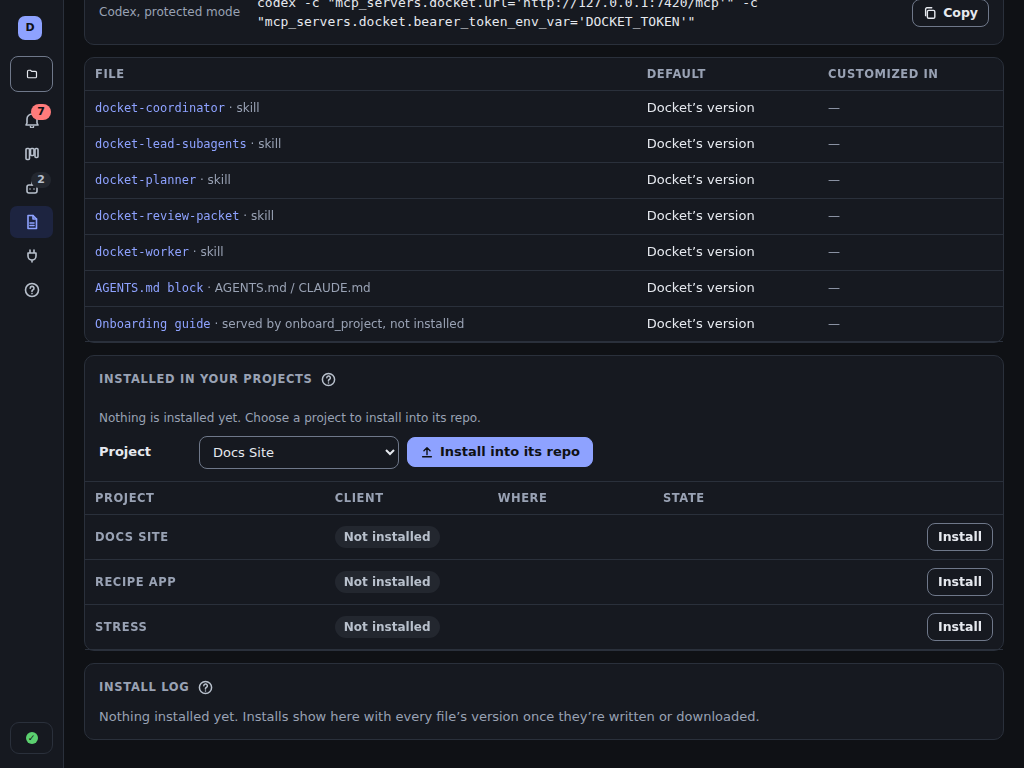 D
7
2
Codex, protected mode
codex -c "mcp_servers.docket.url='http://127.0.0.1:7420/mcp'" -c
"mcp_servers.docket.bearer_token_env_var='DOCKET_TOKEN'"
Copy
FILE DEFAULT CUSTOMIZED IN
docket-coordinator · skill Docket’s version —
docket-lead-subagents · skill Docket’s version —
docket-planner · skill Docket’s version —
docket-review-packet · skill Docket’s version —
docket-worker · skill Docket’s version —
AGENTS.md block · AGENTS.md / CLAUDE.md Docket’s version —
Onboarding guide · served by onboard_project, not installed Docket’s version —
INSTALLED IN YOUR PROJECTS
Nothing is installed yet. Choose a project to install into its repo.
Project Docs Site Install into its repo
PROJECT CLIENT WHERE STATE
DOCS SITE Not installed Install
RECIPE APP Not installed Install
STRESS Not installed Install
INSTALL LOG
Nothing installed yet. Installs show here with every file’s version once they’re written or downloaded.